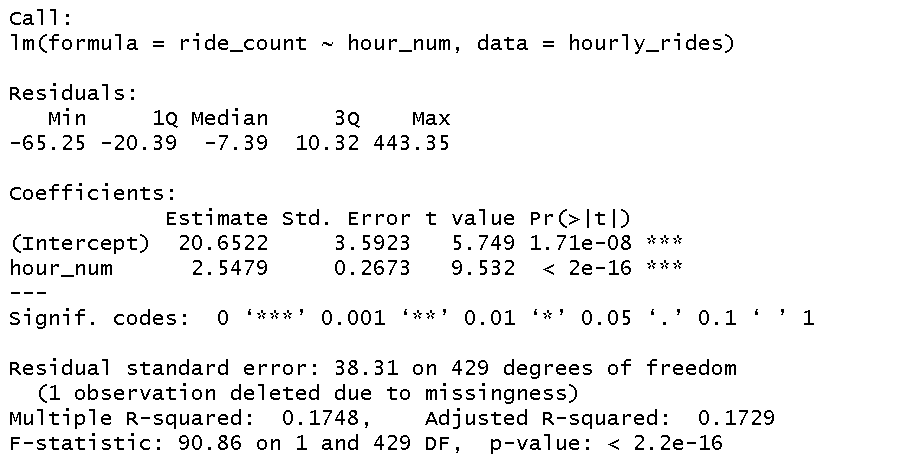 Call:
lm(formula = ride_count ~ hour_num, data = hourly_rides)
Residuals:
   Min     1Q Median     3Q    Max
-65.25 -20.39  -7.39  10.32 443.35
Coefficients:
            Estimate Std. Error t value Pr(>|t|)
(Intercept)  20.6522     3.5923   5.749 1.71e-08 ***
hour_num      2.5479     0.2673   9.532  < 2e-16 ***
---
Signif. codes:  0 ‘***’ 0.001 ‘**’ 0.01 ‘*’ 0.05 ‘.’ 0.1 ‘ ’ 1
Residual standard error: 38.31 on 429 degrees of freedom
  (1 observation deleted due to missingness)
Multiple R-squared:  0.1748,    Adjusted R-squared:  0.1729
F-statistic: 90.86 on 1 and 429 DF,  p-value: < 2.2e-16